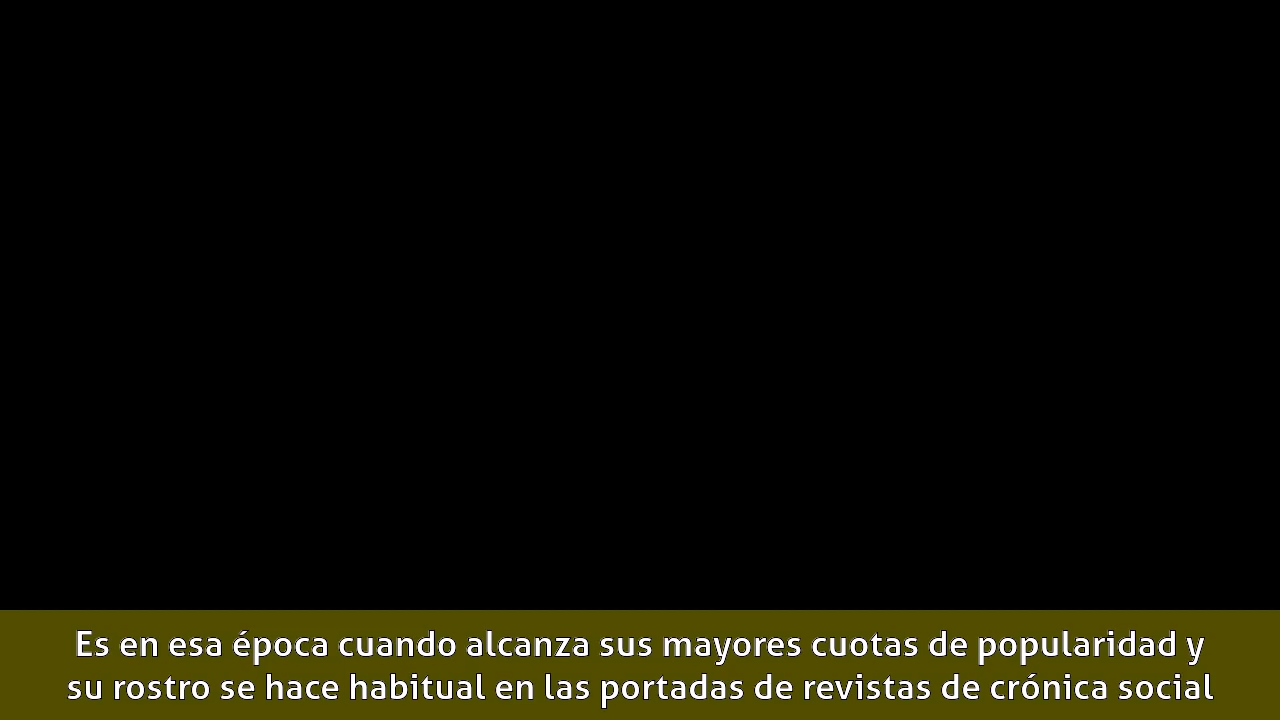 Es en esa época cuando alcanza sus mayores cuotas de popularidad y
su rostro se hace habitual en las portadas de revistas de crónica social